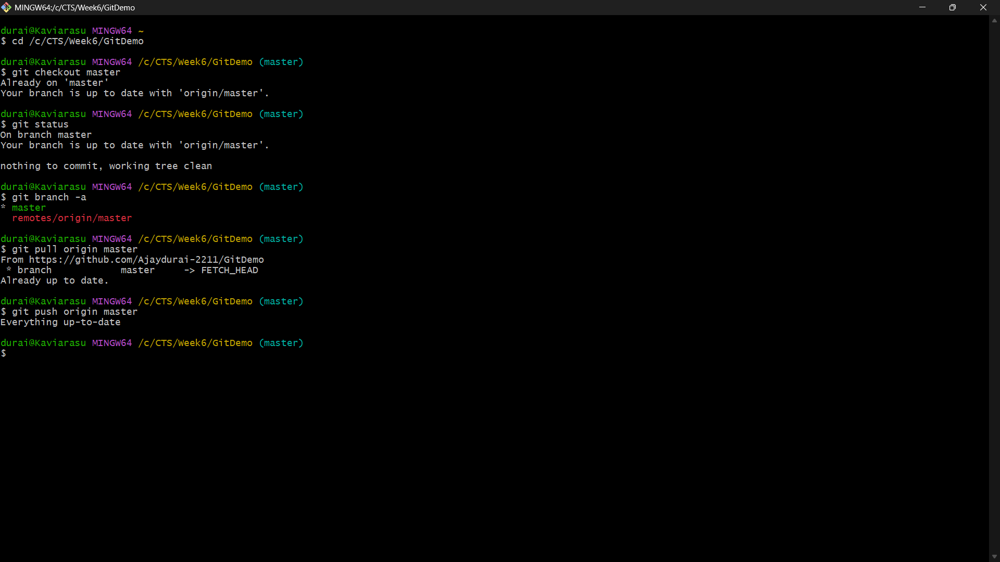 MINGW64:/c/CTS/Week6/GitDemo
durai@Kaviarasu MINGW64 ~
$ cd /c/CTS/Week6/GitDemo
durai@Kaviarasu MINGW64 /c/CTS/Week6/GitDemo (master)
$ git checkout master
Already on 'master'
Your branch is up to date with 'origin/master'.
durai@Kaviarasu MINGW64 /c/CTS/Week6/GitDemo (master)
$ git status
On branch master
Your branch is up to date with 'origin/master'.
nothing to commit, working tree clean
durai@Kaviarasu MINGW64 /c/CTS/Week6/GitDemo (master)
$ git branch -a
* master
  remotes/origin/master
durai@Kaviarasu MINGW64 /c/CTS/Week6/GitDemo (master)
$ git pull origin master
From https://github.com/Ajaydurai-2211/GitDemo
 * branch            master     -> FETCH_HEAD
Already up to date.
durai@Kaviarasu MINGW64 /c/CTS/Week6/GitDemo (master)
$ git push origin master
Everything up-to-date
durai@Kaviarasu MINGW64 /c/CTS/Week6/GitDemo (master)
$